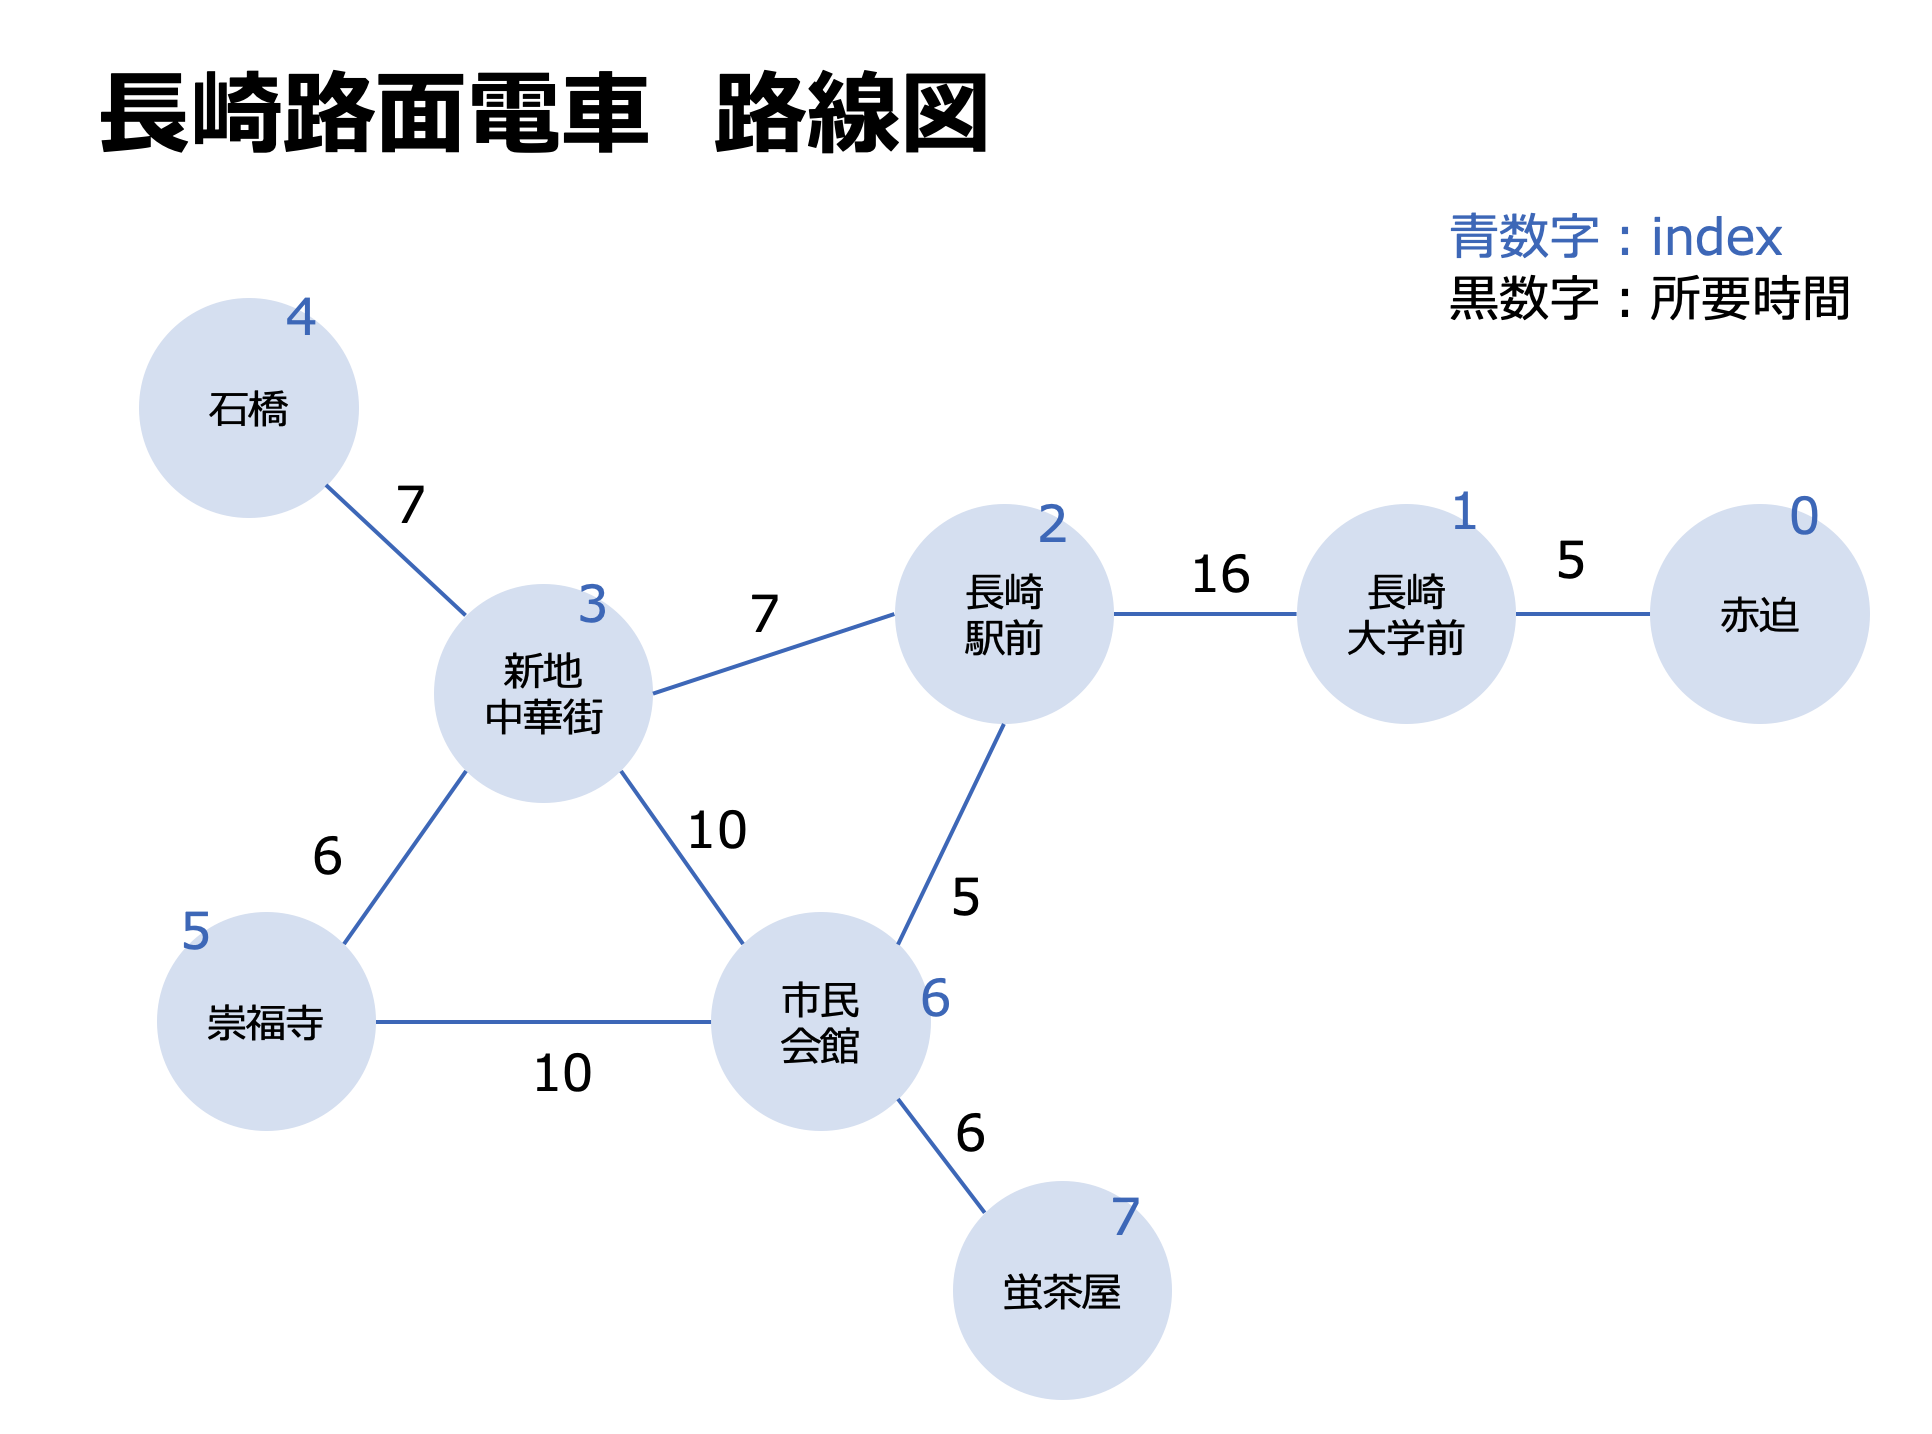 長崎路面電車　路線図
青数字：index
黒数字：所要時間
4
石橋
7
3
新地
中華街
7
2
長崎
駅前
16
1
長崎
大学前
5
0
赤迫
6
10
5
5
崇福寺
10
市民
会館
6
6
7
蛍茶屋